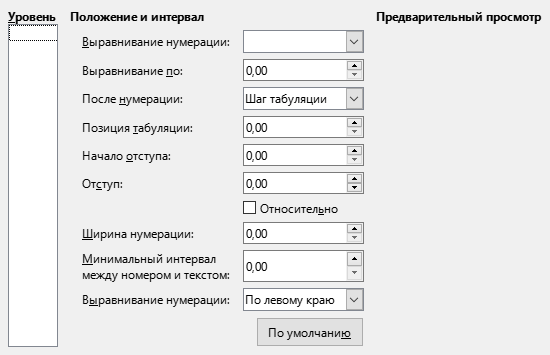 Уровень Положение и интервал Предварительный просмотр
Выравнивание нумерации:
Выравнивание по: 0,00
После нумерации: Шаг табуляции
Позиция табуляции: 0,00
Начало отступа: 0,00
Отступ: 0,00
Относительно
Ширина нумерации: 0,00
Минимальный интервал
между номером и текстом: 0,00
Выравнивание нумерации: По левому краю
По умолчанию